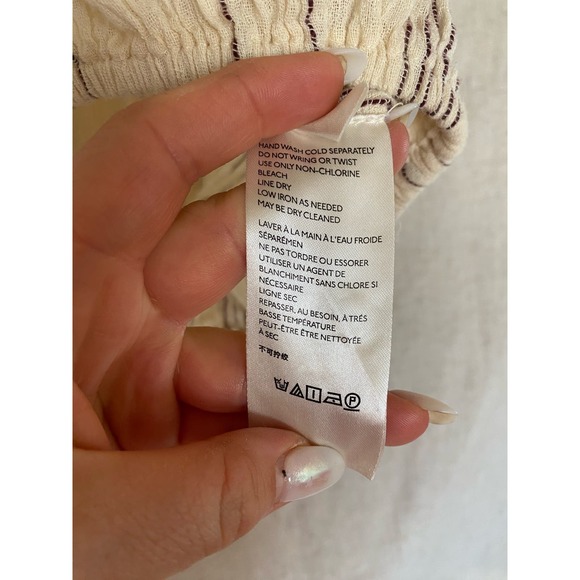 HAND WASH COLD SEPARATELY
DO NOT WRING OR TWIST
USE ONLY NON-CHLORINE
BLEACH
LINE DRY
LOW IRON AS NEEDED
MAY BE DRY CLEANED
LAVER À LA MAIN À L'EAU FROIDE
SÉPARÉMEN
NE PAS TORDRE OU ESSORER
UTILISER UN AGENT DE
BLANCHIMENT SANS CHLORE SI
NÉCESSAIRE
LIGNE SEC
REPASSER, AU BESOIN, À TRÉS
BASSE TEMPÉRATURE
PEUT-ÊTRE ÊTRE NETTOYÉE
À SEC
不可拧绞
P